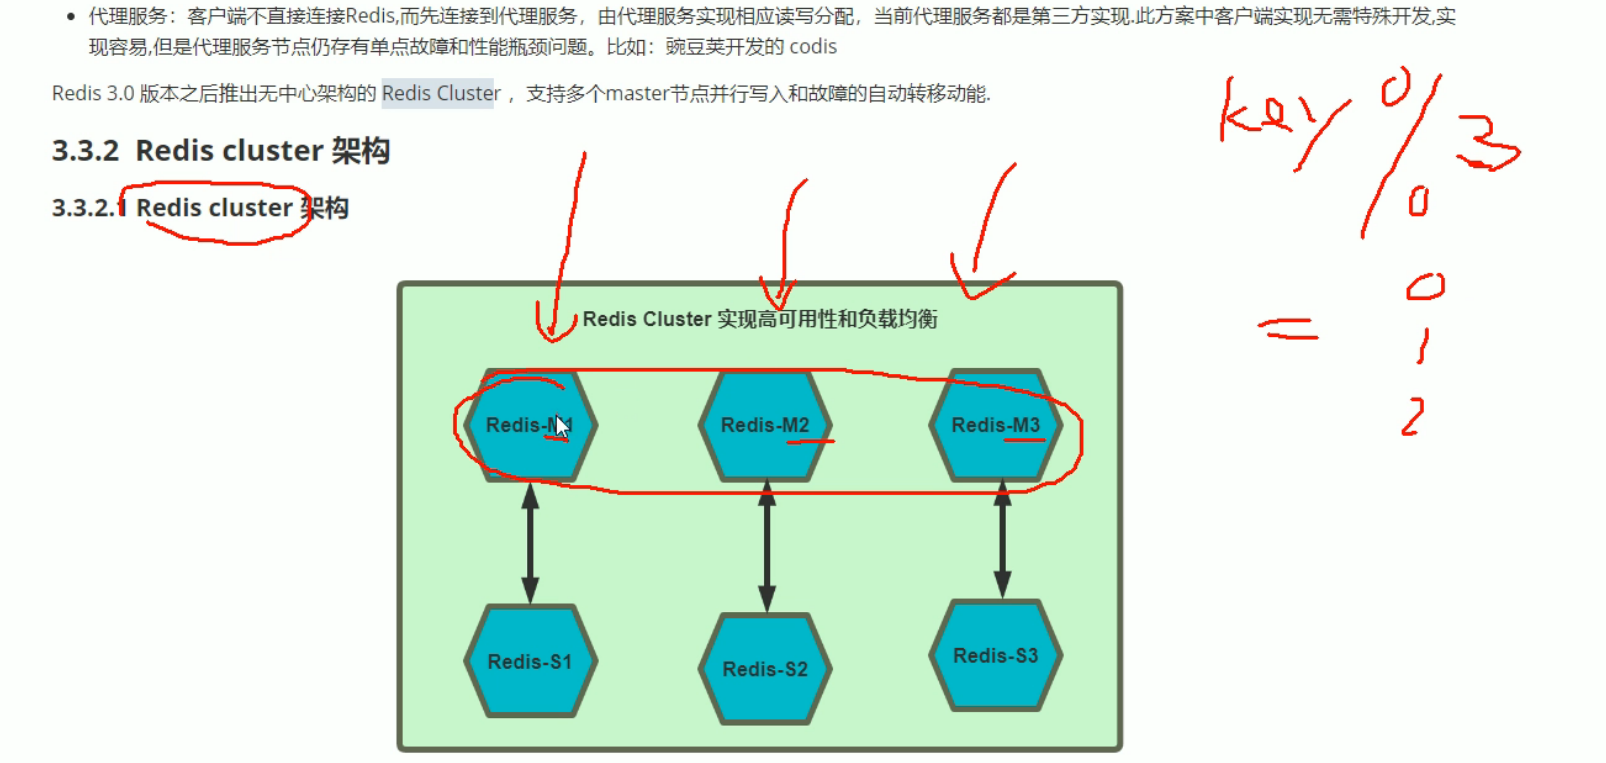 • 代理服务：客户端不直接连接Redis,而先连接到代理服务，由代理服务实现相应读写分配，当前代理服务都是第三方实现.此方案中客户端实现无需特殊开发,实
现容易,但是代理服务节点仍存有单点故障和性能瓶颈问题。比如：豌豆荚开发的 codis
Redis 3.0 版本之后推出无中心架构的 Redis Cluster ，支持多个master节点并行写入和故障的自动转移动能.
key % 3
3.3.2 Redis cluster 架构
3.3.2.1 Redis cluster 架构
= 0
1
2
Redis Cluster 实现高可用性和负载均衡
Redis-M1
Redis-M2
Redis-M3
Redis-S1
Redis-S2
Redis-S3